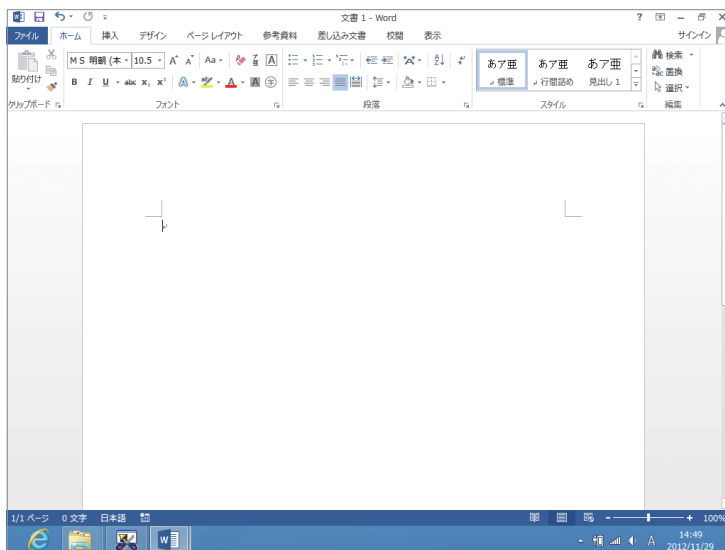 文書 1 - Word
ファイル ホーム 挿入 デザイン ページ レイアウト 参考資料 差し込み文書 校閲 表示 サインイン
貼り付け
ＭＳ 明朝 (本 10.5 A A Aa
B I U abc x₂ x² A A A 字
あア亜 あア亜 あア亜
↲ 標準 ↲ 行間詰め 見出し 1
検索
置換
選択
クリップボード フォント 段落 スタイル 編集
1/1 ページ 0 文字 日本語 100%
A 14:49
2012/11/29